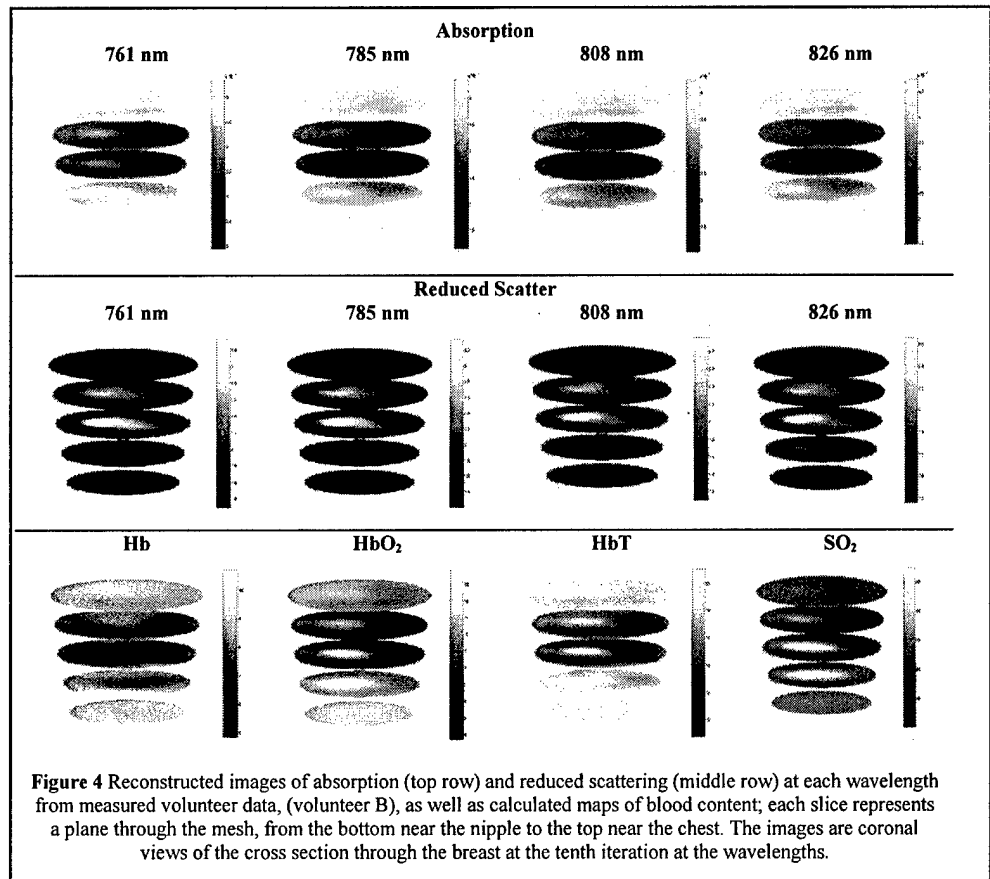 Absorption
761 nm 785 nm 808 nm 826 nm
Reduced Scatter
761 nm 785 nm 808 nm 826 nm
Hb HbO₂ HbT SO₂
Figure 4 Reconstructed images of absorption (top row) and reduced scattering (middle row) at each wavelength
from measured volunteer data, (volunteer B), as well as calculated maps of blood content; each slice represents
a plane through the mesh, from the bottom near the nipple to the top near the chest. The images are coronal
views of the cross section through the breast at the tenth iteration at the wavelengths.